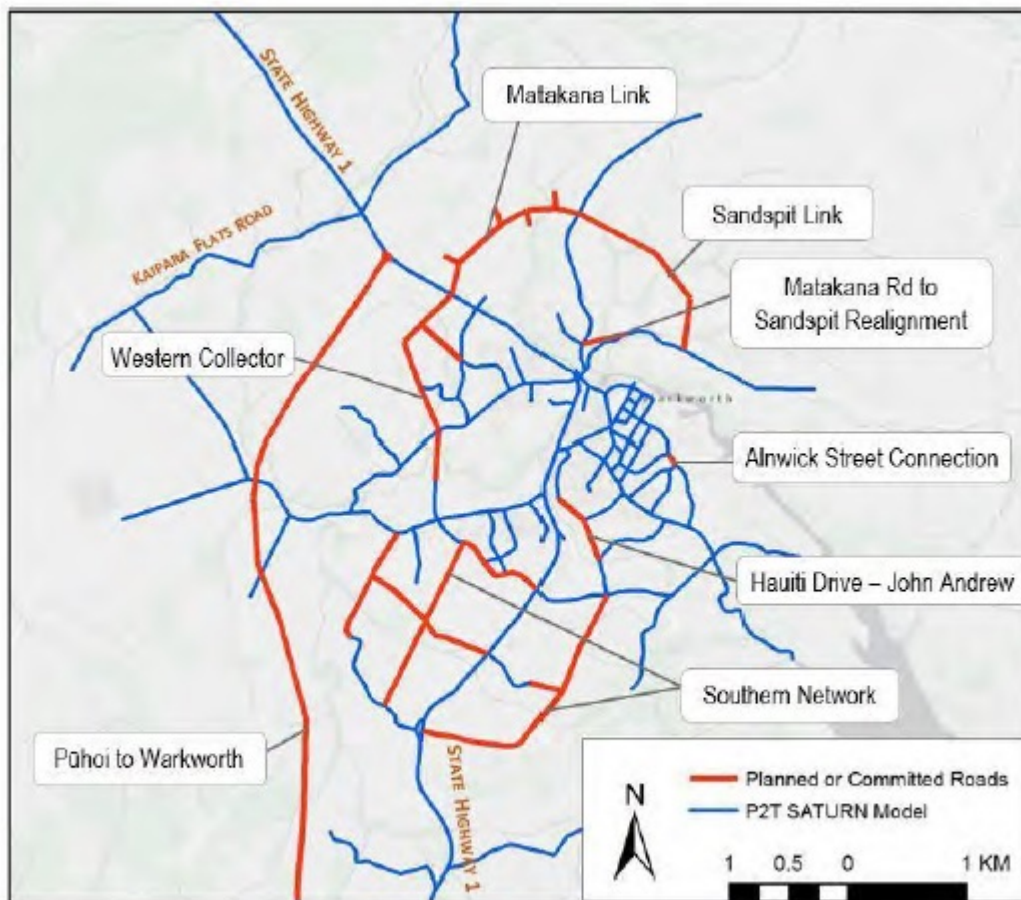 STATE HIGHWAY 1
Matakana Link
KAIPARA FLATS ROAD
Sandspit Link
Matakana Rd to
Sandspit Realignment
Western Collector
Warkworth
Alnwick Street Connection
Hauiti Drive – John Andrew
Southern Network
Pūhoi to Warkworth
STATE HIGHWAY 1
N
Planned or Committed Roads
P2T SATURN Model
1 0.5 0 1 KM